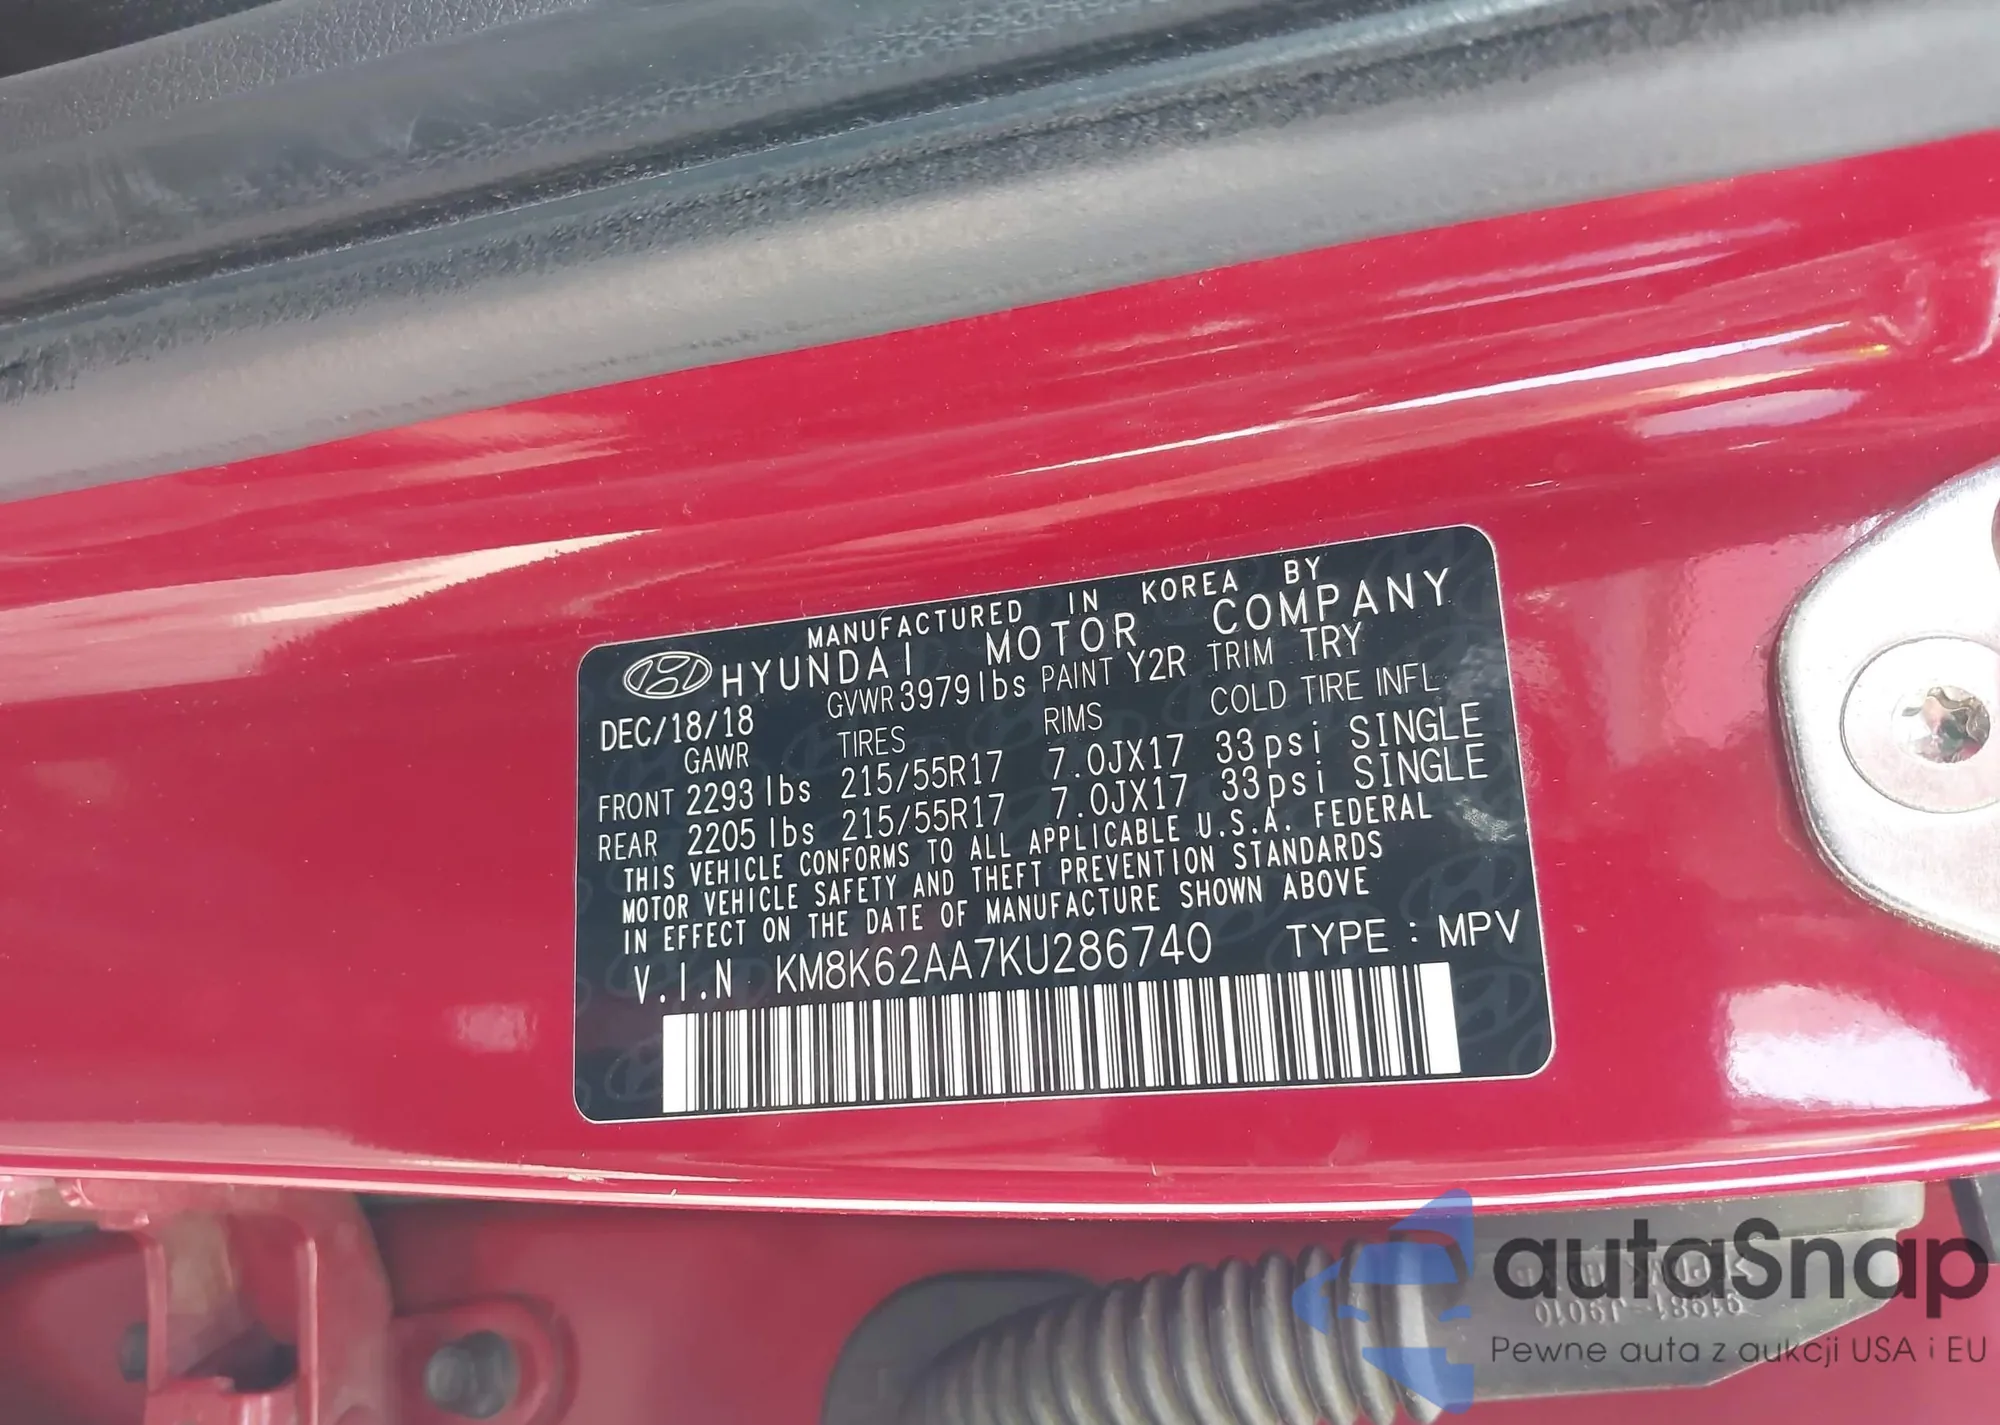 MANUFACTURED IN KOREA BY
HYUNDAI MOTOR COMPANY
DEC/18/18 GVWR 3979lbs PAINT Y2R TRIM TRY
GAWR TIRES RIMS COLD TIRE INFL.
FRONT 2293 lbs 215/55R17 7.0JX17 33psi SINGLE
REAR 2205 lbs 215/55R17 7.0JX17 33psi SINGLE
THIS VEHICLE CONFORMS TO ALL APPLICABLE U.S.A. FEDERAL
MOTOR VEHICLE SAFETY AND THEFT PREVENTION STANDARDS
IN EFFECT ON THE DATE OF MANUFACTURE SHOWN ABOVE
V.I.N KM8K62AA7KU286740 TYPE : MPV
autaSnap
Pewne auta z aukcji USA i EU
91981-J9010